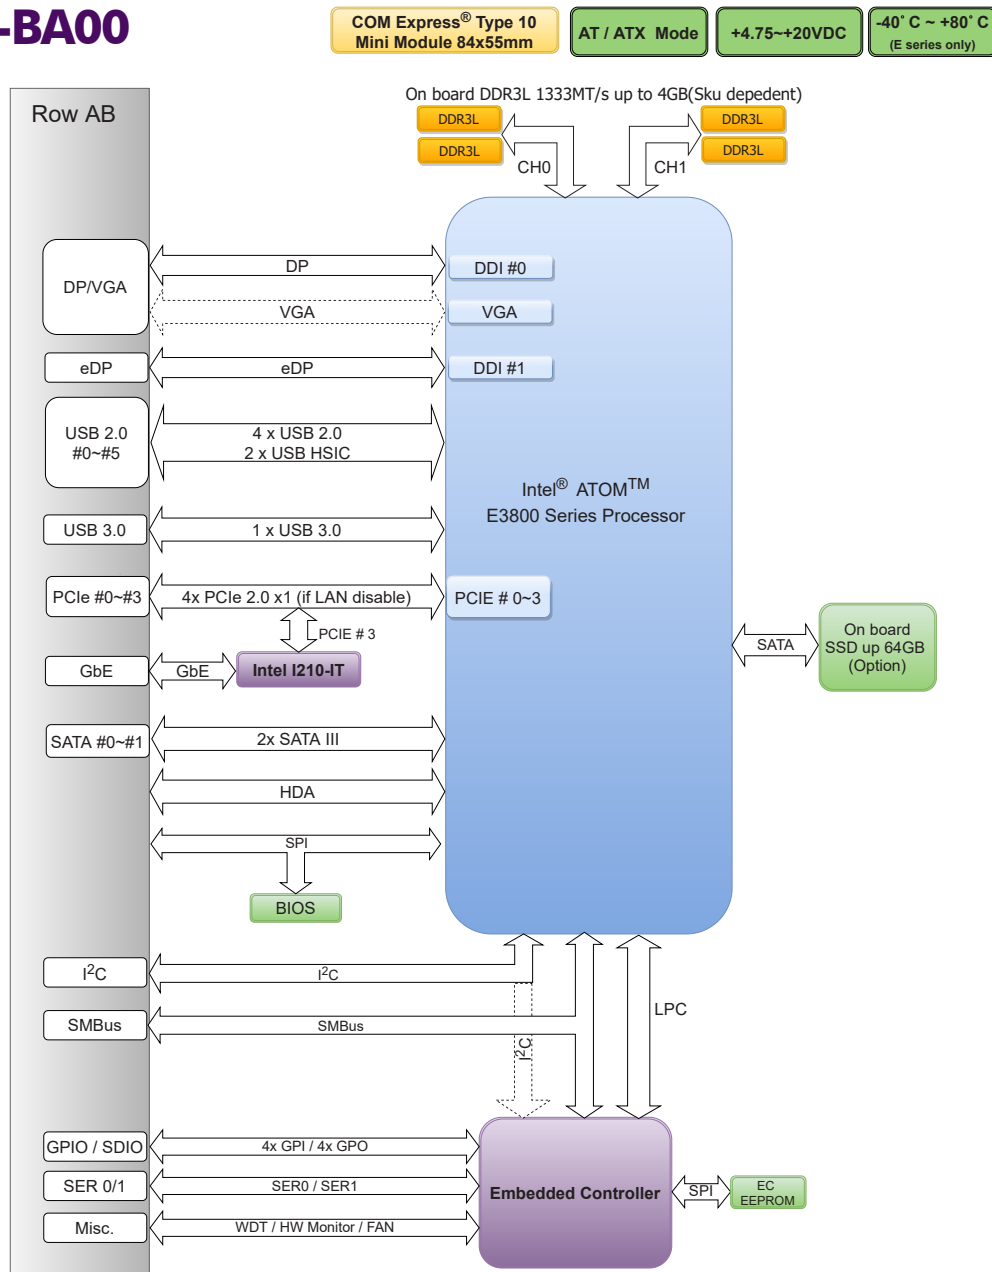 -BA00
COM Express® Type 10
Mini Module 84x55mm
AT / ATX Mode
+4.75~+20VDC
-40° C ~ +80° C
(E series only)
On board DDR3L 1333MT/s up to 4GB(Sku depedent)
Row AB
DDR3L
DDR3L
DDR3L
DDR3L
CH0
CH1
DP/VGA
DP
DDI #0
VGA
VGA
eDP
eDP
DDI #1
USB 2.0
#0~#5
4 x USB 2.0
2 x USB HSIC
Intel® ATOM™
E3800 Series Processor
USB 3.0
1 x USB 3.0
PCIe #0~#3
4x PCIe 2.0 x1 (if LAN disable)
PCIE # 0~3
PCIE # 3
GbE
GbE
Intel I210-IT
SATA
On board
SSD up 64GB
(Option)
SATA #0~#1
2x SATA III
HDA
SPI
BIOS
I²C
I²C
SMBus
SMBus
I²C
LPC
GPIO / SDIO
4x GPI / 4x GPO
SER 0/1
SER0 / SER1
Embedded Controller
SPI
EC
EEPROM
Misc.
WDT / HW Monitor / FAN